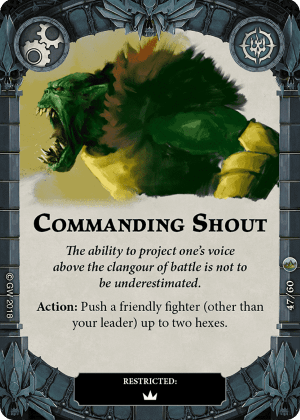 COMMANDING SHOUT
The ability to project one's voice
above the clangour of battle is not to
be underestimated.
Action: Push a friendly fighter (other than
your leader) up to two hexes.
©GW 2018
47/60
RESTRICTED: